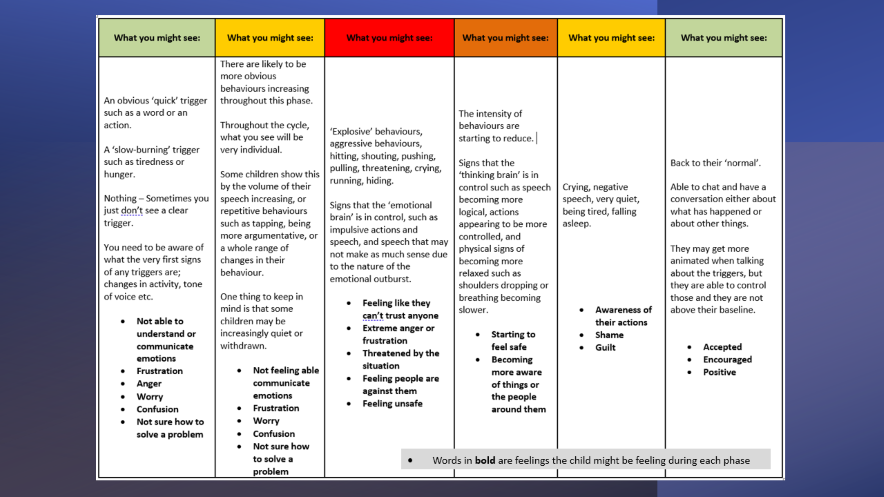 What you might see:
An obvious ‘quick’ trigger
such as a word or an
action.
A ‘slow-burning’ trigger
such as tiredness or
hunger.
Nothing – Sometimes you
just don’t see a clear
trigger.
You need to be aware of
what the very first signs
of any triggers are;
changes in activity, tone
of voice etc.
• Not able to
understand or
communicate
emotions
• Frustration
• Anger
• Worry
• Confusion
• Not sure how to
solve a problem
What you might see:
There are likely to be
more obvious
behaviours increasing
throughout this phase.
Throughout the cycle,
what you see will be
very individual.
Some children show this
by the volume of their
speech increasing, or
repetitive behaviours
such as tapping, being
more argumentative, or
a whole range of
changes in their
behaviour.
One thing to keep in
mind is that some
children may be
increasingly quiet or
withdrawn.
• Not feeling able
communicate
emotions
• Frustration
• Worry
• Confusion
• Not sure how
to solve a
problem
What you might see:
‘Explosive’ behaviours,
aggressive behaviours,
hitting, shouting, pushing,
pulling, threatening, crying,
running, hiding.
Signs that the ‘emotional
brain’ is in control, such as
impulsive actions and
speech, and speech that may
not make as much sense due
to the nature of the
emotional outburst.
• Feeling like they
can’t trust anyone
• Extreme anger or
frustration
• Threatened by the
situation
• Feeling people are
against them
• Feeling unsafe
What you might see:
The intensity of
behaviours are
starting to reduce.
Signs that the
‘thinking brain’ is in
control such as speech
becoming more
logical, actions
appearing to be more
controlled, and
physical signs of
becoming more
relaxed such as
shoulders dropping or
breathing becoming
slower.
• Starting to
feel safe
• Becoming
more aware
of things or
the people
around them
What you might see:
Crying, negative
speech, very quiet,
being tired, falling
asleep.
• Awareness of
their actions
• Shame
• Guilt
What you might see:
Back to their ‘normal’.
Able to chat and have a
conversation either about
what has happened or
about other things.
They may get more
animated when talking
about the triggers, but
they are able to control
those and they are not
above their baseline.
• Accepted
• Encouraged
• Positive
• Words in bold are feelings the child might be feeling during each phase